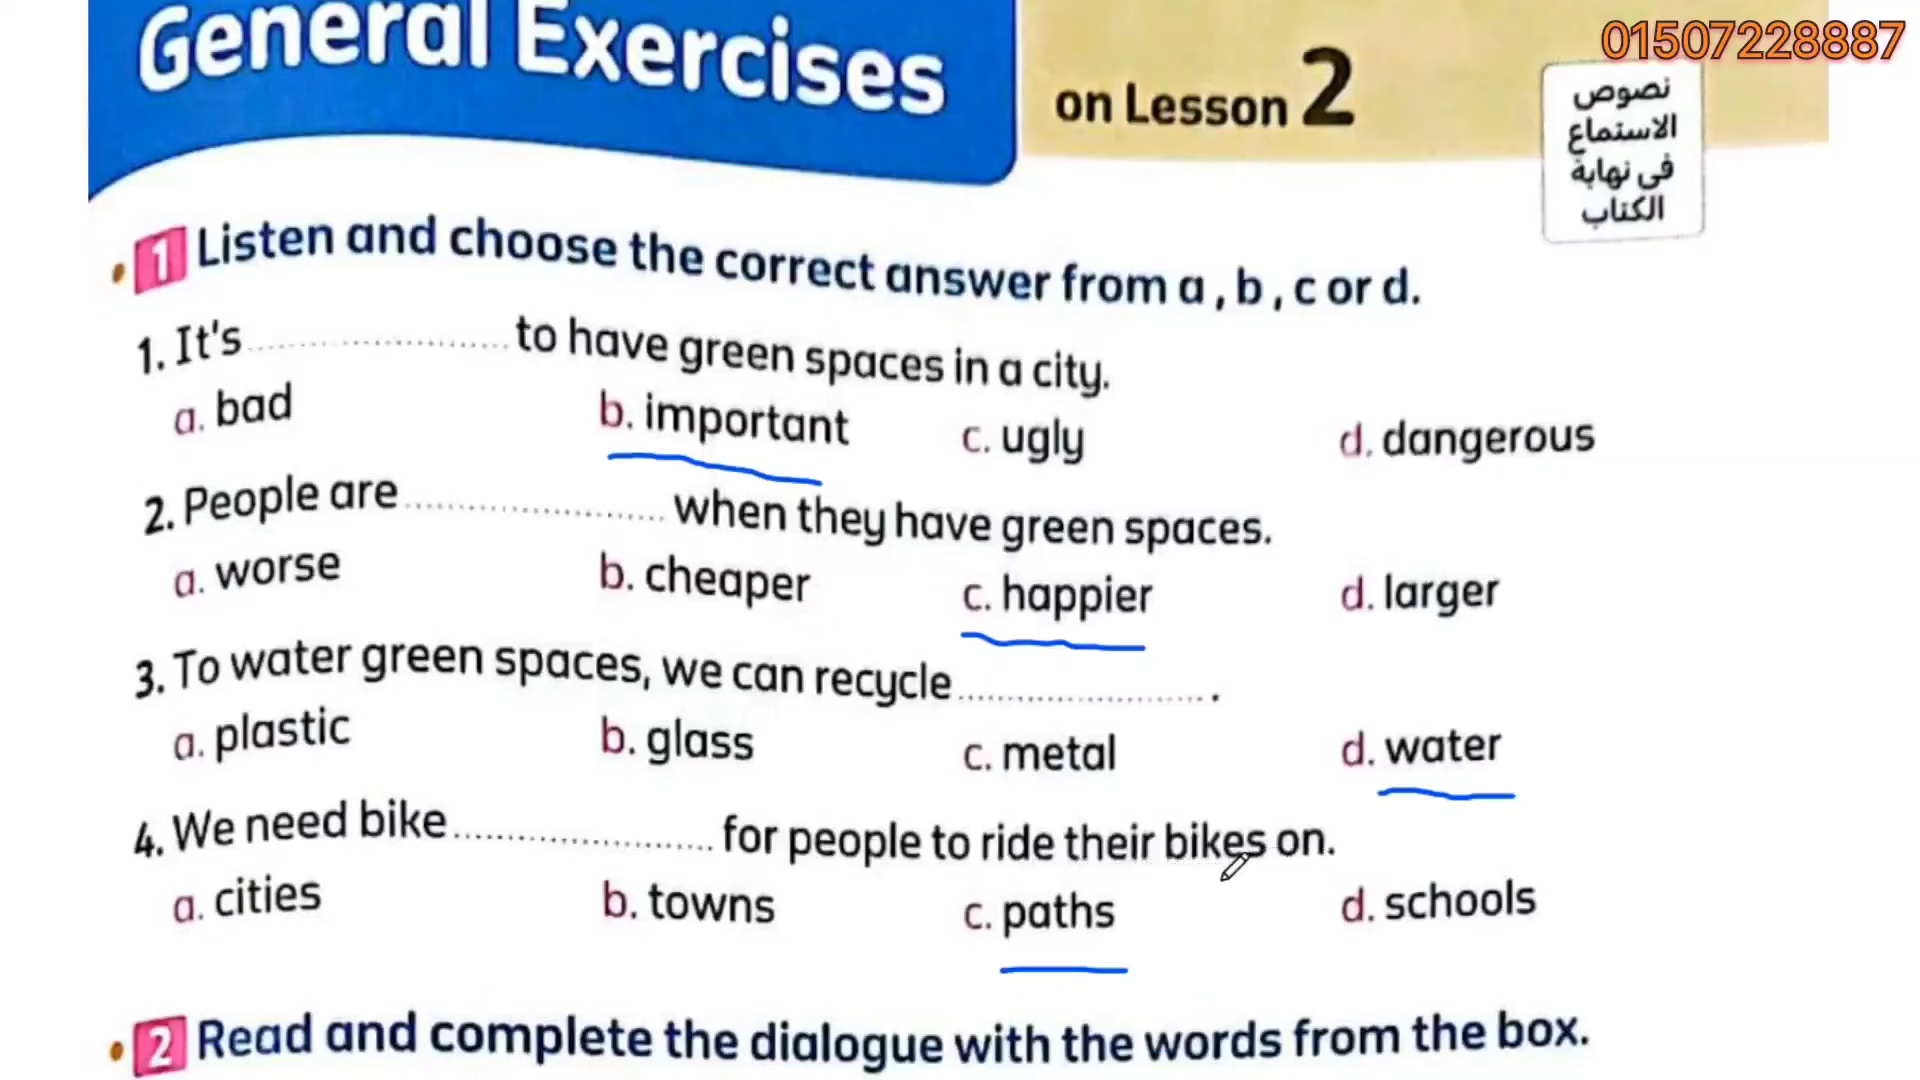 General Exercises
on Lesson 2
01507228887
نصوص
الاستماع
فى نهاية
الكتاب
1 Listen and choose the correct answer from a , b , c or d.
1. It's .................... to have green spaces in a city.
a. bad b. important c. ugly d. dangerous
2. People are .................... when they have green spaces.
a. worse b. cheaper c. happier d. larger
3. To water green spaces, we can recycle .................... .
a. plastic b. glass c. metal d. water
4. We need bike .................... for people to ride their bikes on.
a. cities b. towns c. paths d. schools
2 Read and complete the dialogue with the words from the box.